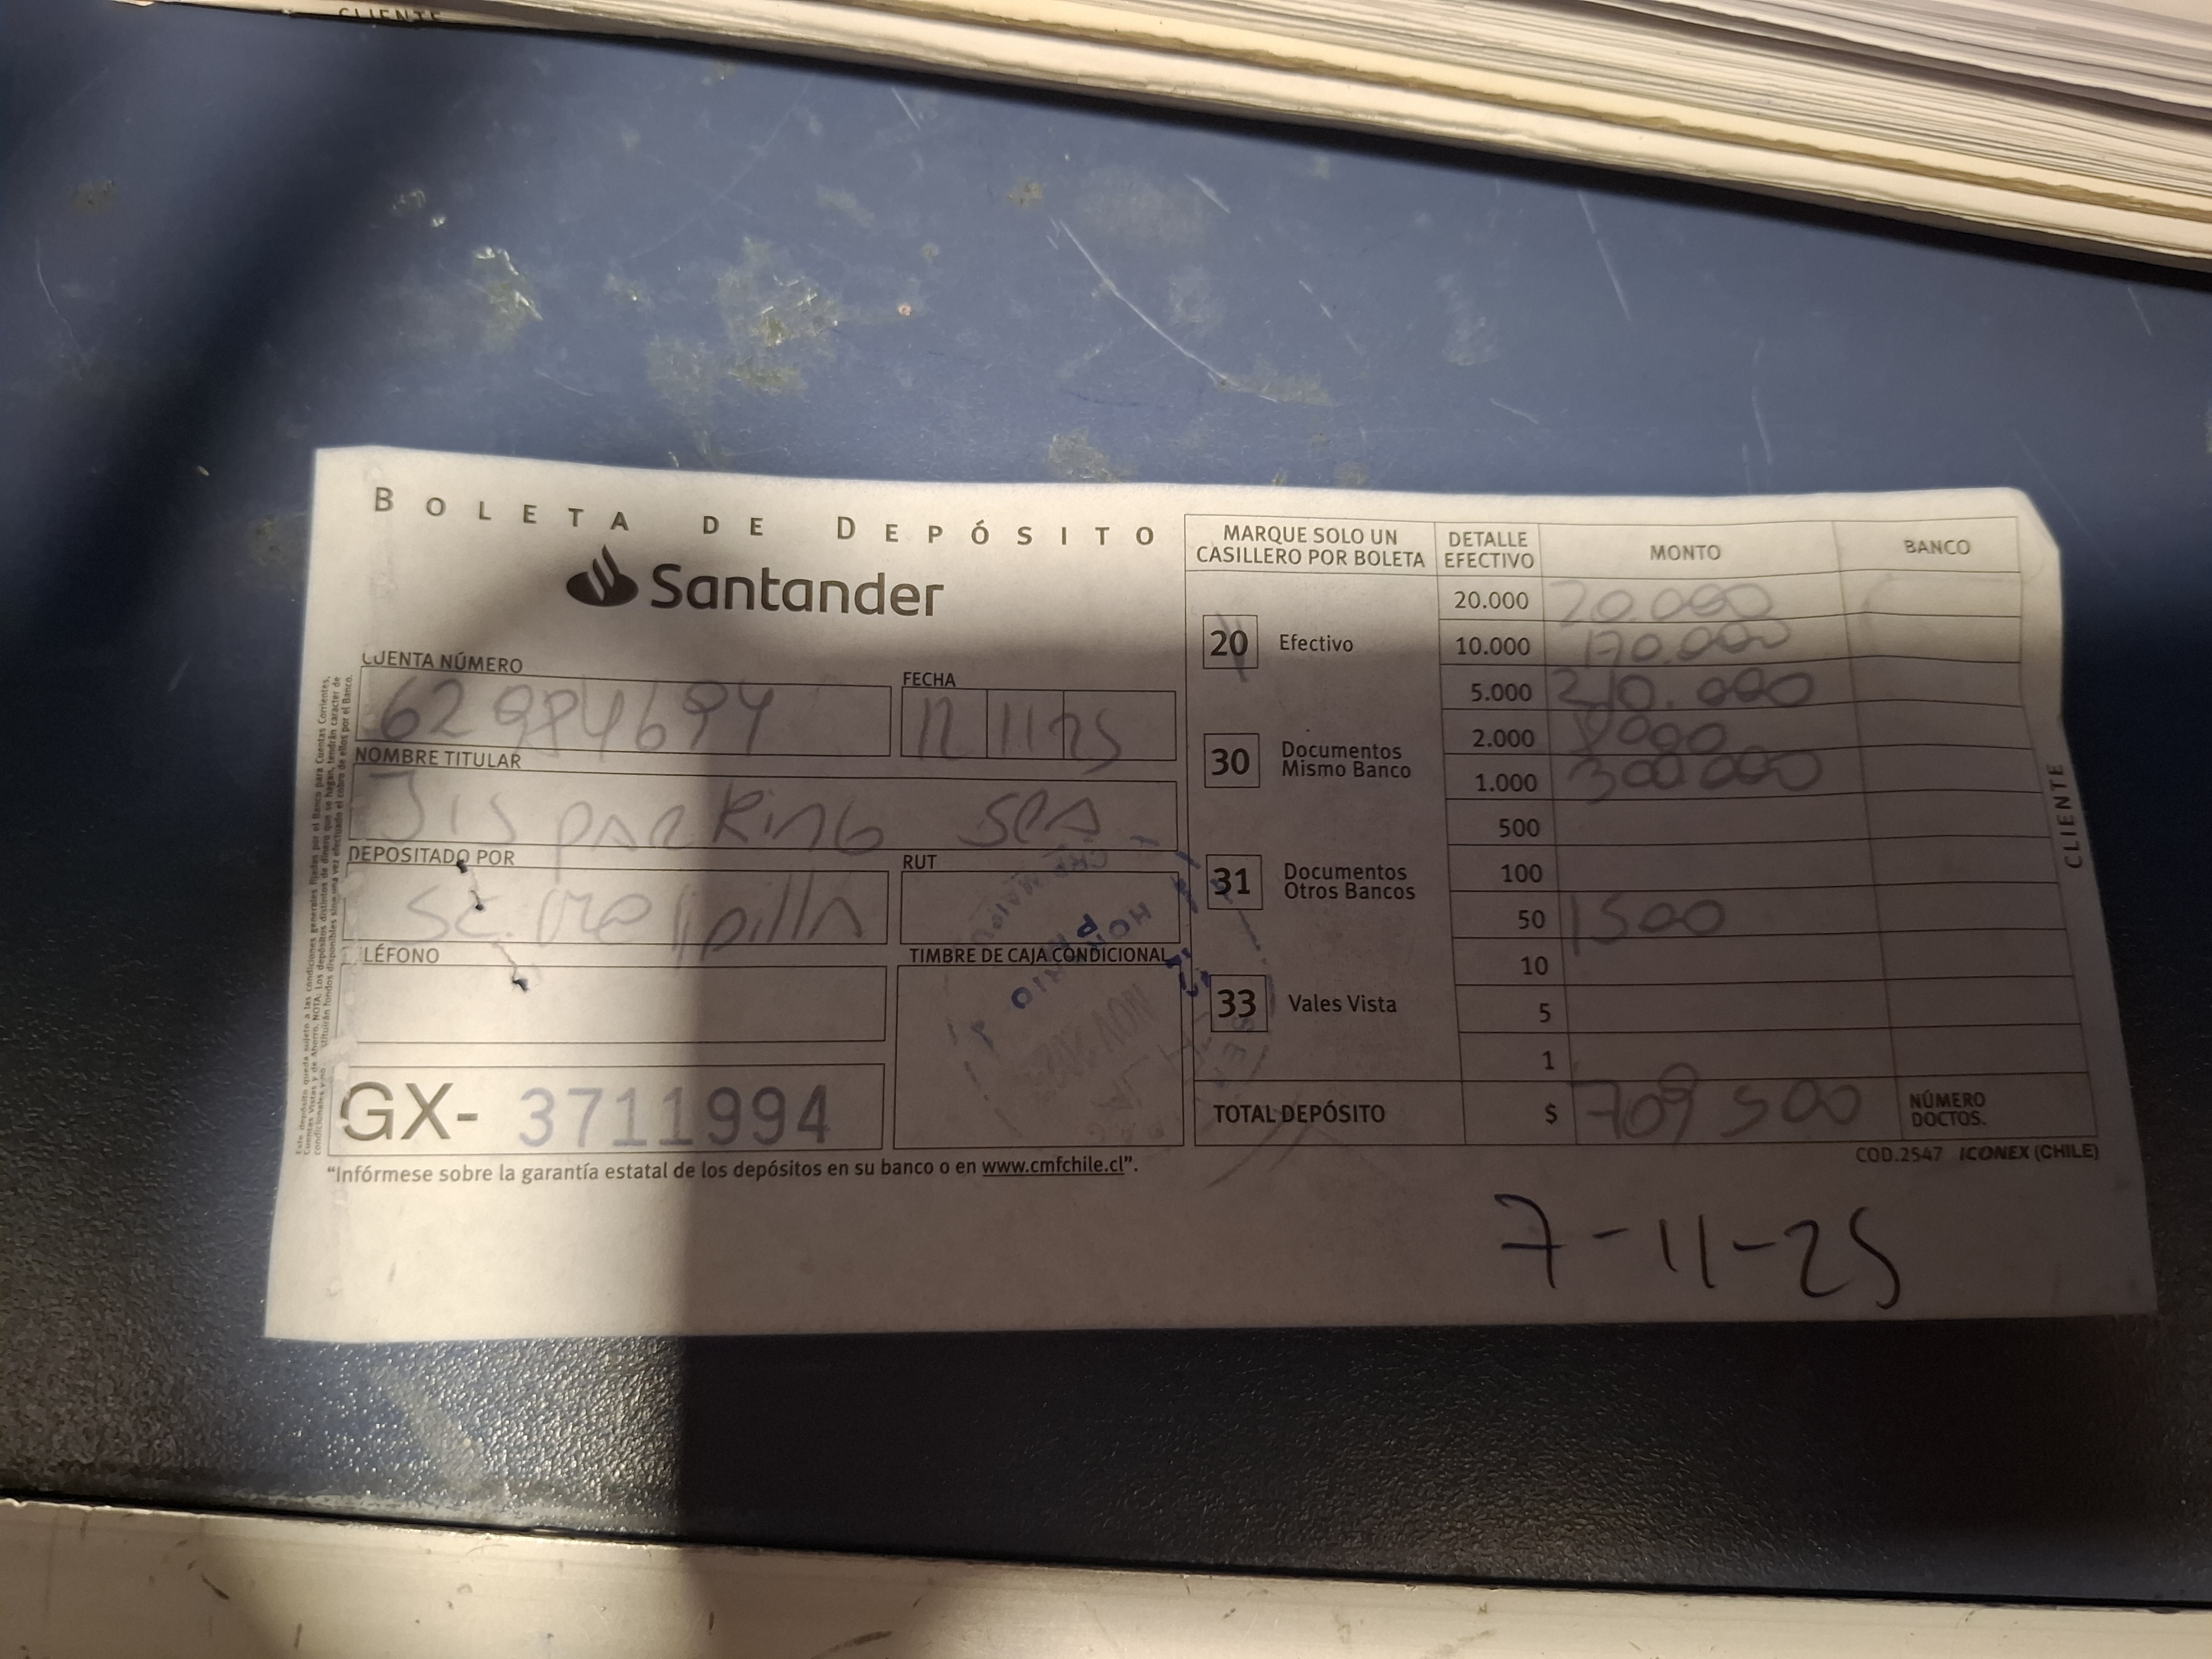 CLIENTE
BOLETA DE DEPÓSITO
Santander
CUENTA NÚMERO
62984694
FECHA
12 11 25
NOMBRE TITULAR
JIS PARKING SPA
DEPOSITADO POR
SC. Melipilla
RUT
LÉFONO
TIMBRE DE CAJA CONDICIONAL
HORARIO
NOV
GX- 3711994
"Infórmese sobre la garantía estatal de los depósitos en su banco o en www.cmfchile.cl".
MARQUE SOLO UN CASILLERO POR BOLETA
20 Efectivo
30 Documentos Mismo Banco
31 Documentos Otros Bancos
33 Vales Vista
DETALLE EFECTIVO MONTO BANCO
20.000 20.000
10.000 170.000
5.000 210.000
2.000 8000
1.000 300000
500
100
50 1500
10
5
1
TOTAL DEPÓSITO $ 709500 NÚMERO DOCTOS.
COD.2547 ICONEX (CHILE)
CLIENTE
7-11-25